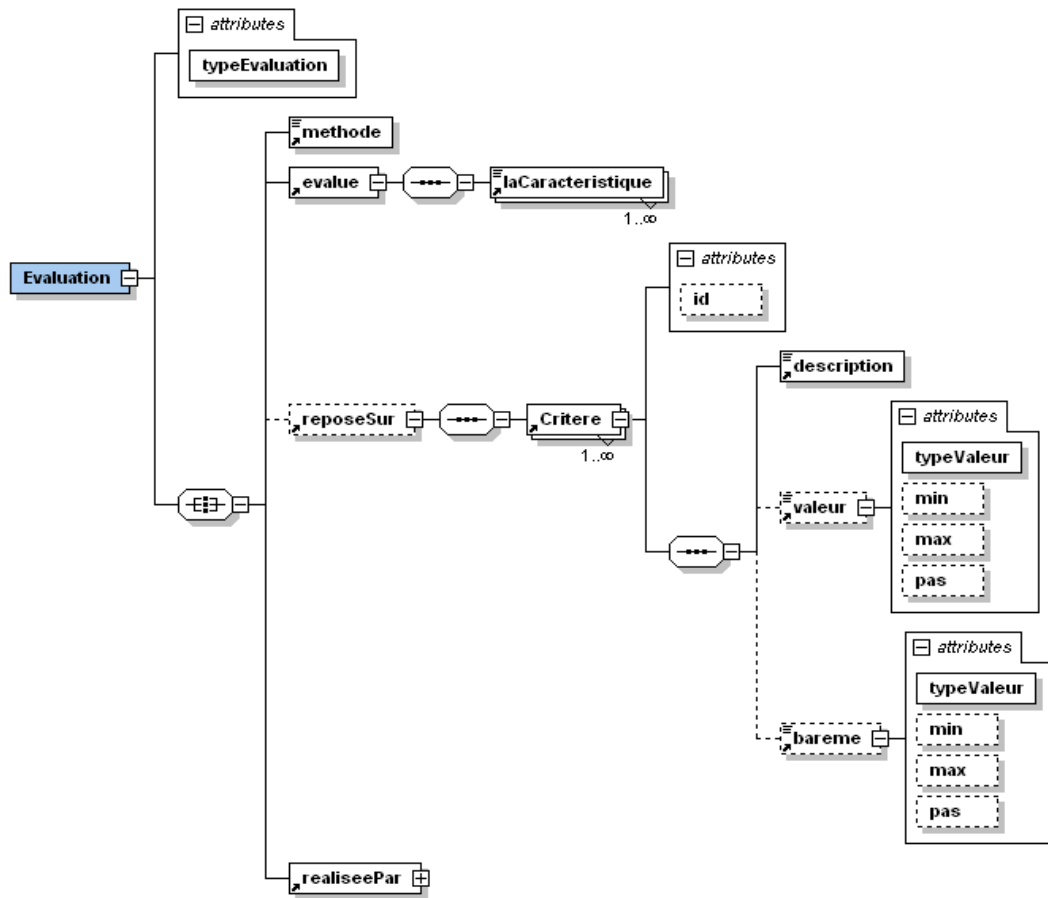 attributes
typeEvaluation
methode
evalue
laCaracteristique
1..∞
attributes
Evaluation
id
description
attributes
reposeSur
Critere
1..∞
typeValeur
min
valeur
max
pas
attributes
typeValeur
min
bareme
max
pas
realiseePar